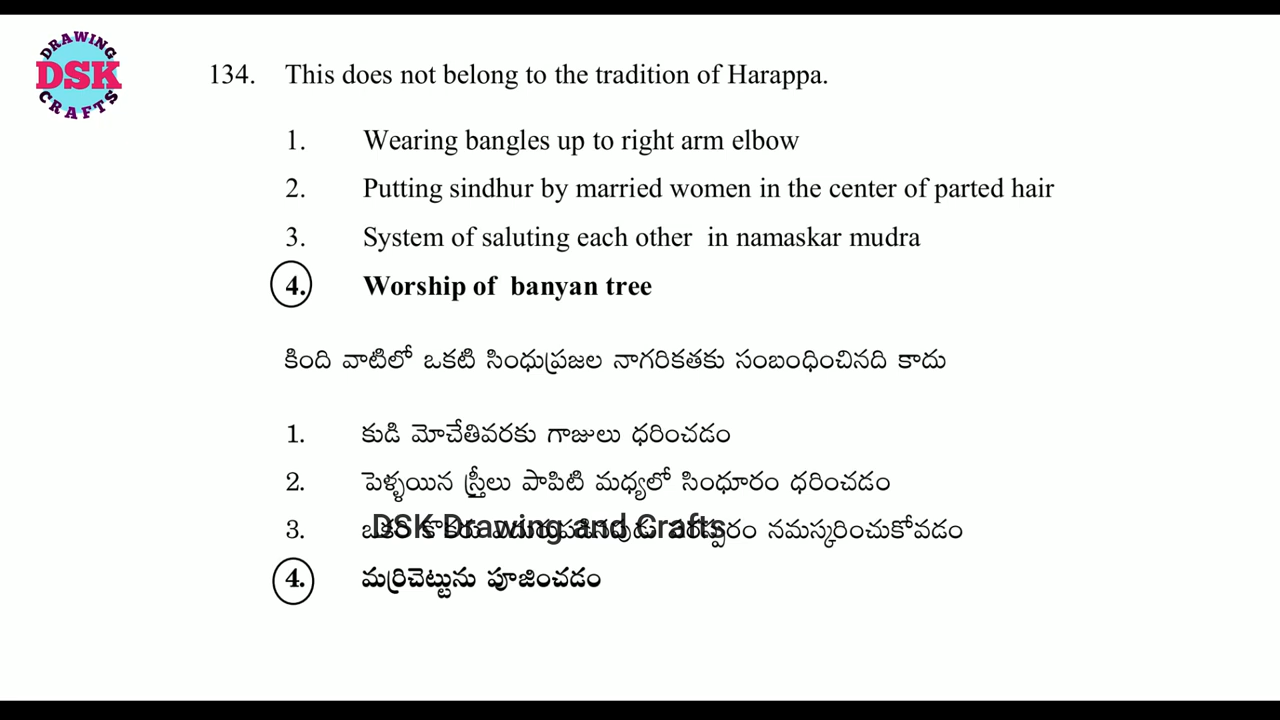 DRAWING
DSK
CRAFTS
134. This does not belong to the tradition of Harappa.
1. Wearing bangles up to right arm elbow
2. Putting sindhur by married women in the center of parted hair
3. System of saluting each other in namaskar mudra
4. Worship of banyan tree
కింది వాటిలో ఒకటి సింధుప్రజల నాగరికతకు సంబంధించినది కాదు
1. కుడి మోచేతివరకు గాజులు ధరించడం
2. పెళ్ళయిన స్త్రీలు పాపిటి మధ్యలో సింధూరం ధరించడం
3. నమస్కరించుకోవడం
DSK Drawing and Crafts
4. మర్రిచెట్టును పూజించడం